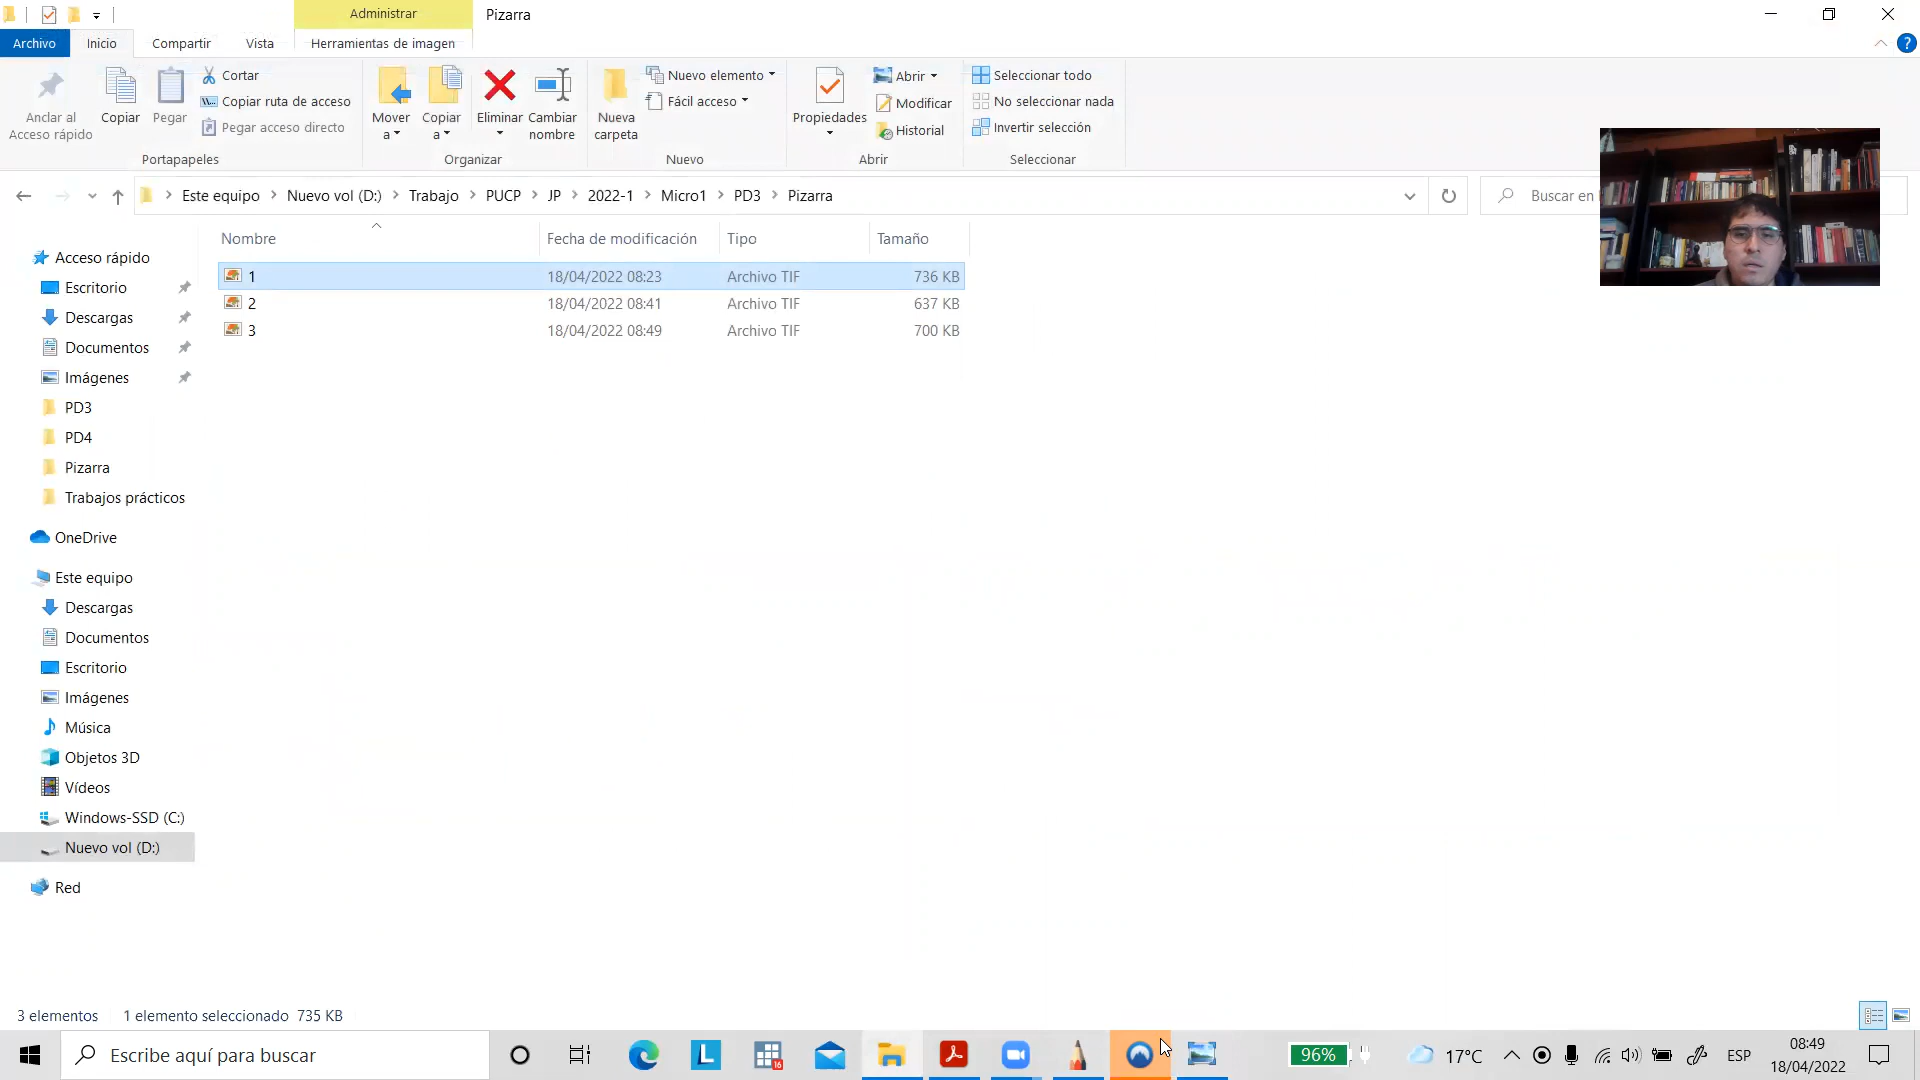 Administrar
Pizarra
Archivo
Inicio
Compartir
Vista
Herramientas de imagen
?
Anclar al
Acceso rápido
Copiar
Pegar
Cortar
Copiar ruta de acceso
Pegar acceso directo
Portapapeles
Mover
a
Copiar
a
Eliminar
Cambiar
nombre
Organizar
Nueva
carpeta
Nuevo elemento
Fácil acceso
Nuevo
Propiedades
Abrir
Modificar
Historial
Abrir
Seleccionar todo
No seleccionar nada
Invertir selección
Seleccionar
Este equipo > Nuevo vol (D:) > Trabajo > PUCP > JP > 2022-1 > Micro1 > PD3 > Pizarra
Buscar en
Nombre
Fecha de modificación
Tipo
Tamaño
1 18/04/2022 08:23 Archivo TIF 736 KB
2 18/04/2022 08:41 Archivo TIF 637 KB
3 18/04/2022 08:49 Archivo TIF 700 KB
Acceso rápido
Escritorio
Descargas
Documentos
Imágenes
PD3
PD4
Pizarra
Trabajos prácticos
OneDrive
Este equipo
Descargas
Documentos
Escritorio
Imágenes
Música
Objetos 3D
Vídeos
Windows-SSD (C:)
Nuevo vol (D:)
Red
3 elementos
1 elemento seleccionado 735 KB
Escribe aquí para buscar
L
16
96%
17°C
ESP
08:49
18/04/2022